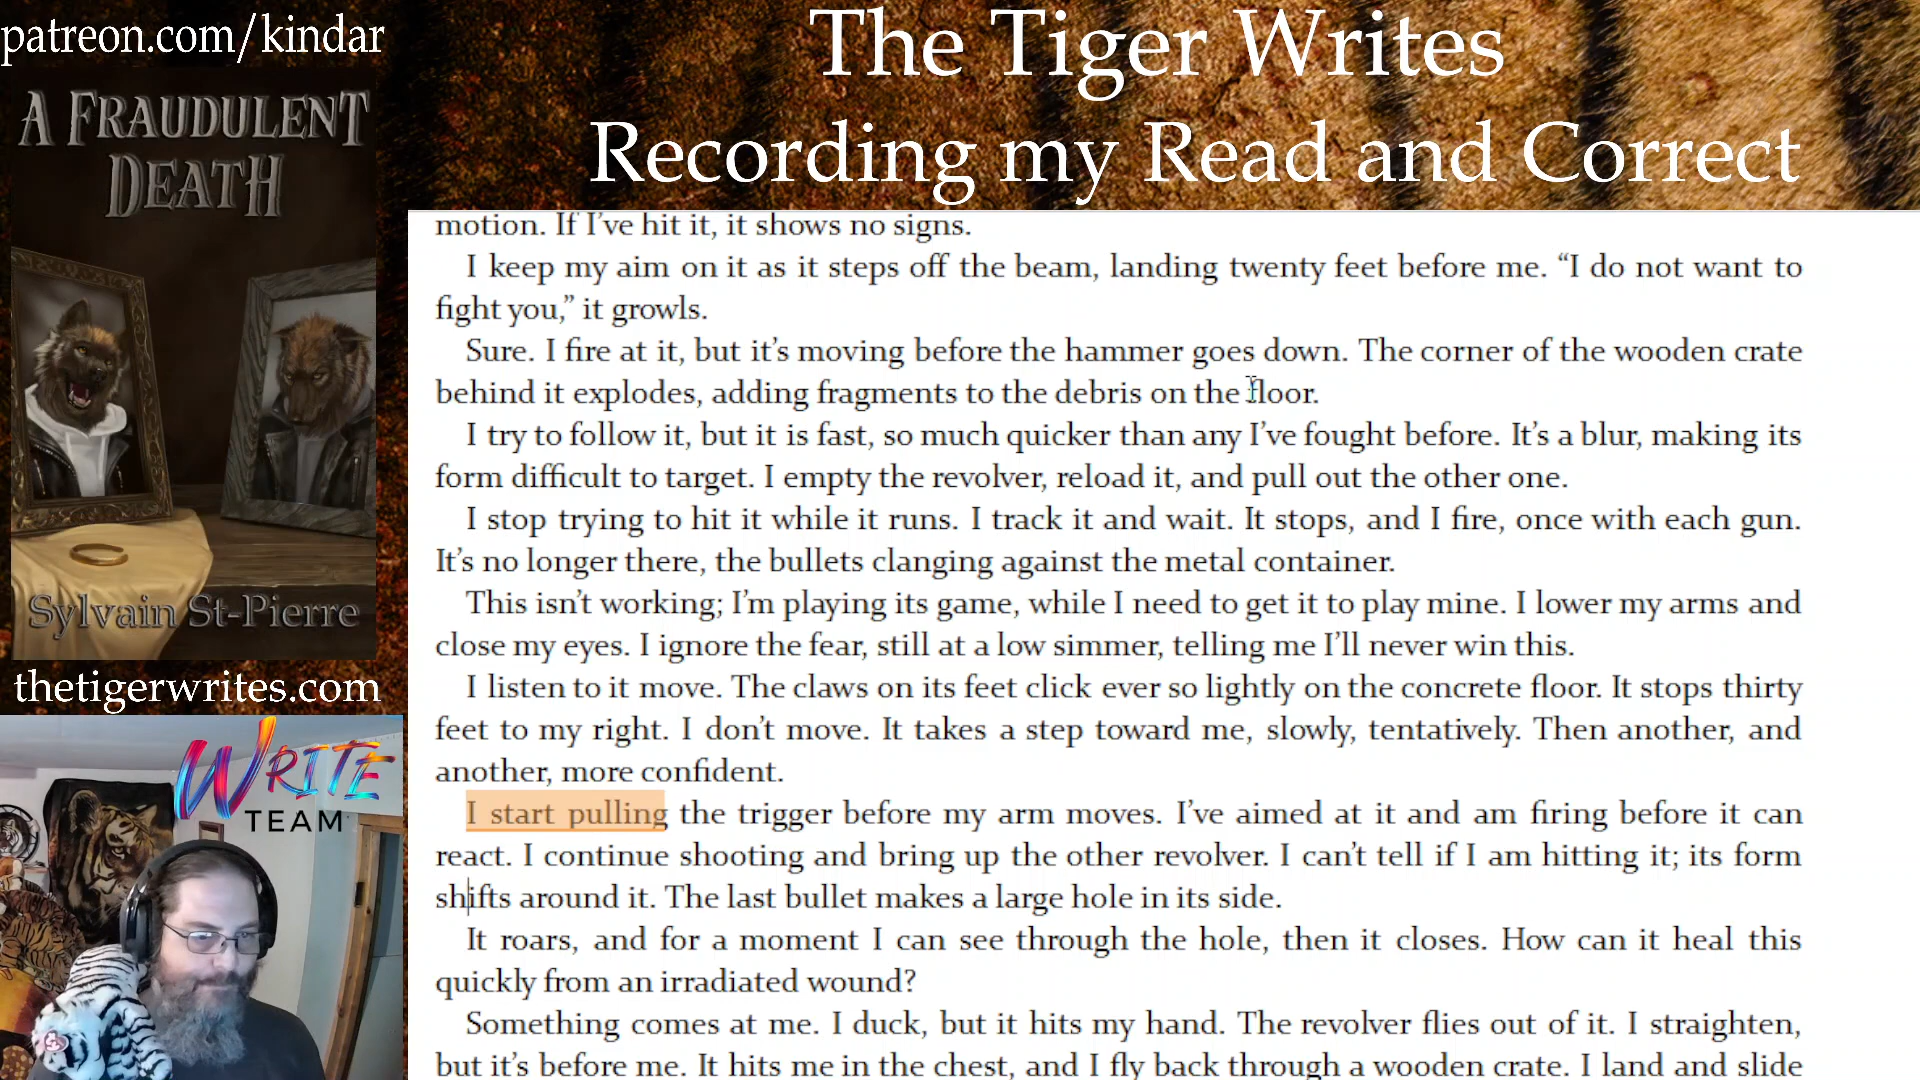 patreon.com/kindar
A FRAUDULENT
DEATH
Sylvain St-Pierre
thetigerwrites.com
WRITE
TEAM
The Tiger Writes
Recording my Read and Correct
motion. If I’ve hit it, it shows no signs.
I keep my aim on it as it steps off the beam, landing twenty feet before me. “I do not want to
fight you,” it growls.
Sure. I fire at it, but it’s moving before the hammer goes down. The corner of the wooden crate
behind it explodes, adding fragments to the debris on the floor.
I try to follow it, but it is fast, so much quicker than any I’ve fought before. It’s a blur, making its
form difficult to target. I empty the revolver, reload it, and pull out the other one.
I stop trying to hit it while it runs. I track it and wait. It stops, and I fire, once with each gun.
It’s no longer there, the bullets clanging against the metal container.
This isn’t working; I’m playing its game, while I need to get it to play mine. I lower my arms and
close my eyes. I ignore the fear, still at a low simmer, telling me I’ll never win this.
I listen to it move. The claws on its feet click ever so lightly on the concrete floor. It stops thirty
feet to my right. I don’t move. It takes a step toward me, slowly, tentatively. Then another, and
another, more confident.
I start pulling the trigger before my arm moves. I’ve aimed at it and am firing before it can
react. I continue shooting and bring up the other revolver. I can’t tell if I am hitting it; its form
shifts around it. The last bullet makes a large hole in its side.
It roars, and for a moment I can see through the hole, then it closes. How can it heal this
quickly from an irradiated wound?
Something comes at me. I duck, but it hits my hand. The revolver flies out of it. I straighten,
but it’s before me. It hits me in the chest, and I fly back through a wooden crate. I land and slide